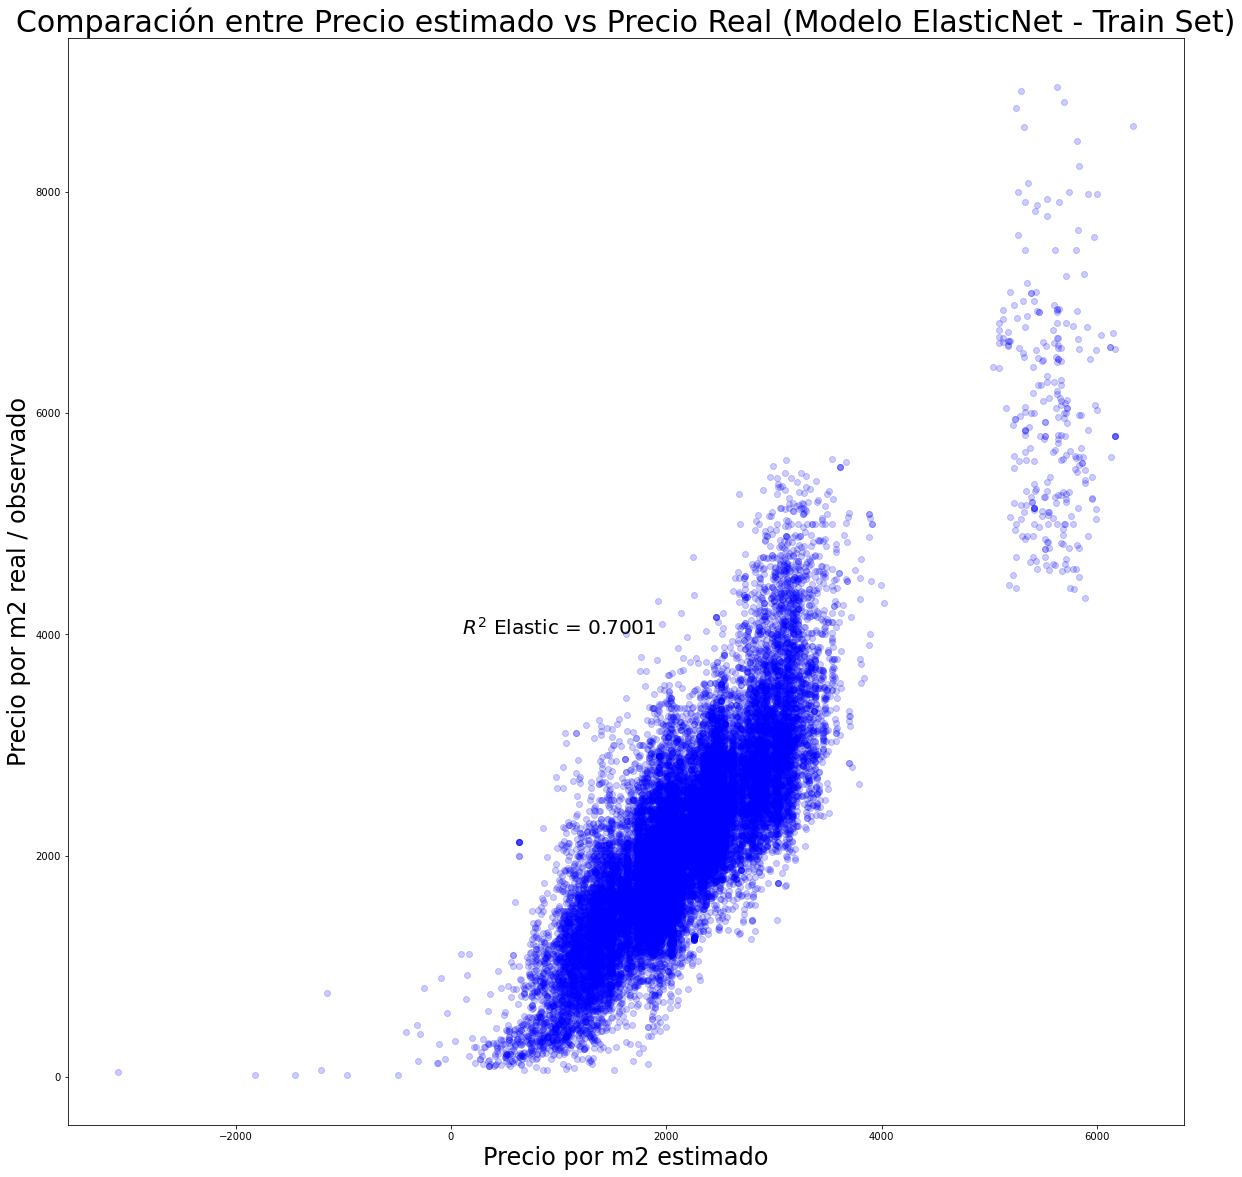 Comparación entre Precio estimado vs Precio Real (Modelo ElasticNet - Train Set)
Precio por m2 real / observado
8000
6000
4000
2000
0
R² Elastic = 0.7001
−2000
0
2000
4000
6000
Precio por m2 estimado